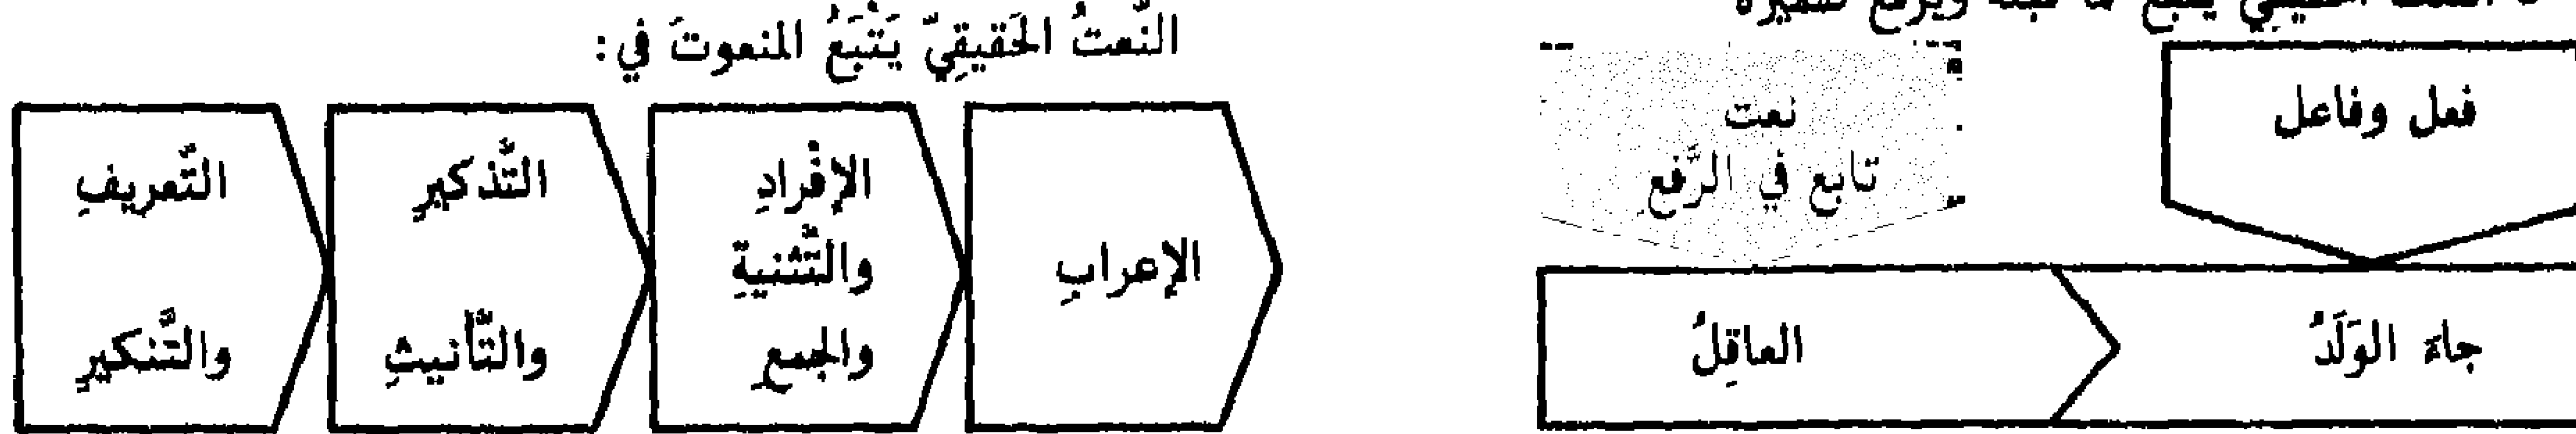 فعل وفاعل
نعت
تابع في الرَّفع
جاءَ الوَلَدُ
العاقِلُ
النَّعتُ الحَقيقِيّ يَتْبَعُ المنعوتَ في:
الإعرابِ
الإفْرادِ
والتَّثنيةِ
والجمعِ
التَّذكيرِ
والتَّأنيثِ
التَّعريفِ
والتَّنكيرِ